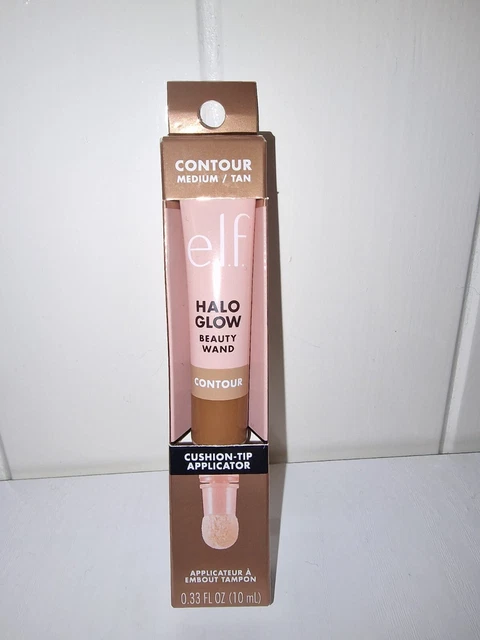 CONTOUR
MEDIUM / TAN
e.l.f.
HALO
GLOW
BEAUTY
WAND
CONTOUR
CUSHION-TIP
APPLICATOR
APPLICATEUR À
EMBOUT TAMPON
0.33 FL OZ (10 mL)